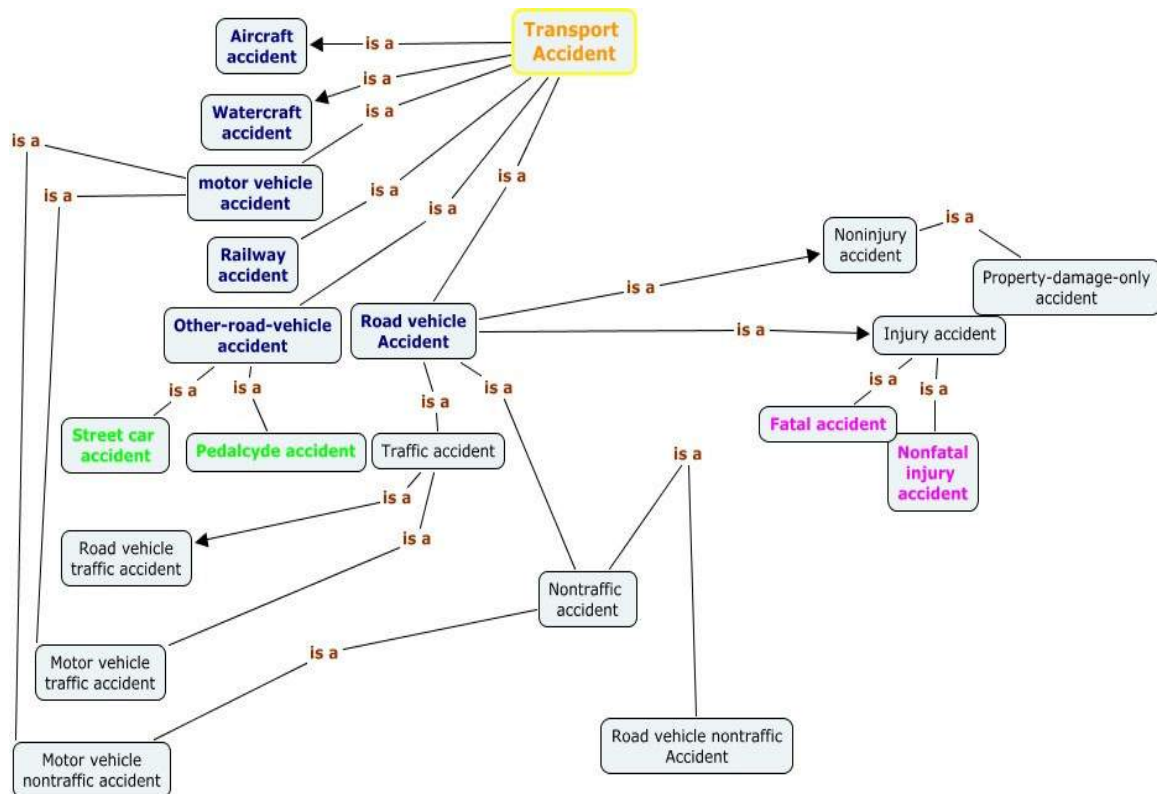 Transport
Accident
Aircraft
accident
is a
is a
Watercraft
accident
is a
is a
motor vehicle
accident
is a
is a
is a
is a
Railway
accident
is a
Noninjury
accident
is a
Property-damage-only
accident
is a
Other-road-vehicle
accident
Road vehicle
Accident
is a
Injury accident
is a
is a
is a
is a
is a
is a
Street car
accident
Pedalcyde accident
Traffic accident
Fatal accident
Nonfatal
injury
accident
is a
is a
Road vehicle
traffic accident
is a
Nontraffic
accident
is a
Motor vehicle
traffic accident
Motor vehicle
nontraffic accident
Road vehicle nontraffic
Accident